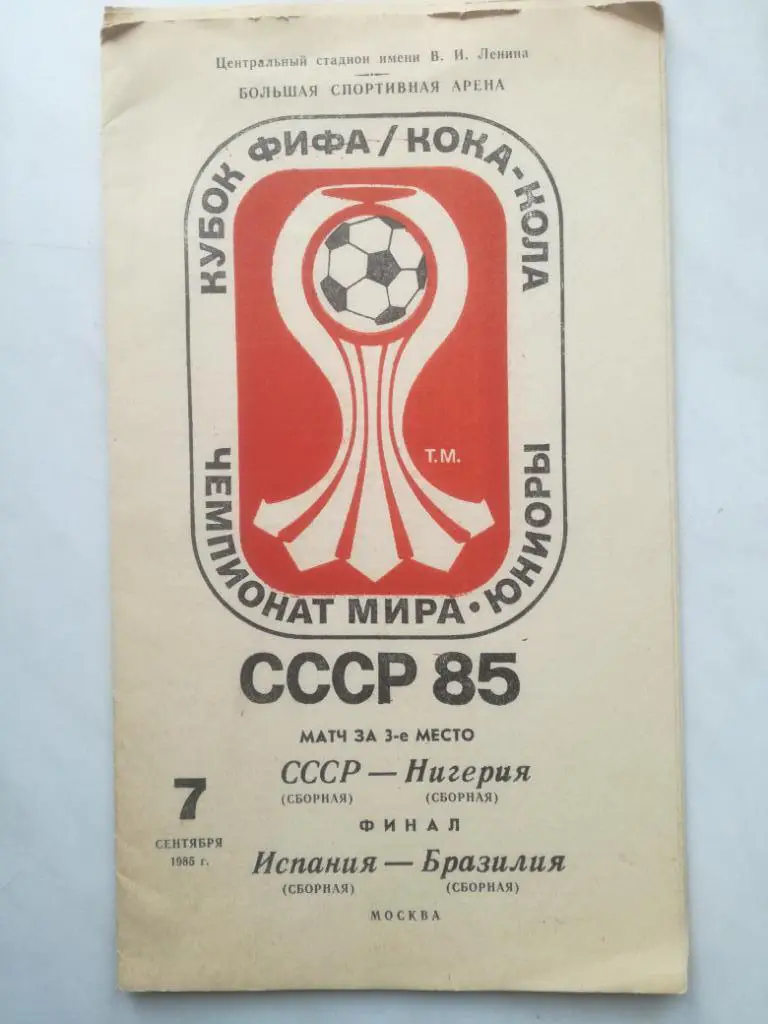 Центральный стадион имени В. И. Ленина
БОЛЬШАЯ СПОРТИВНАЯ АРЕНА
КУБОК ФИФА / КОКА-КОЛА
Т.М.
ЧЕМПИОНАТ МИРА • ЮНИОРЫ
СССР 85
МАТЧ ЗА 3-е МЕСТО
СССР — Нигерия
(СБОРНАЯ) (СБОРНАЯ)
7
СЕНТЯБРЯ
1985 г.
ФИНАЛ
Испания — Бразилия
(СБОРНАЯ) (СБОРНАЯ)
МОСКВА